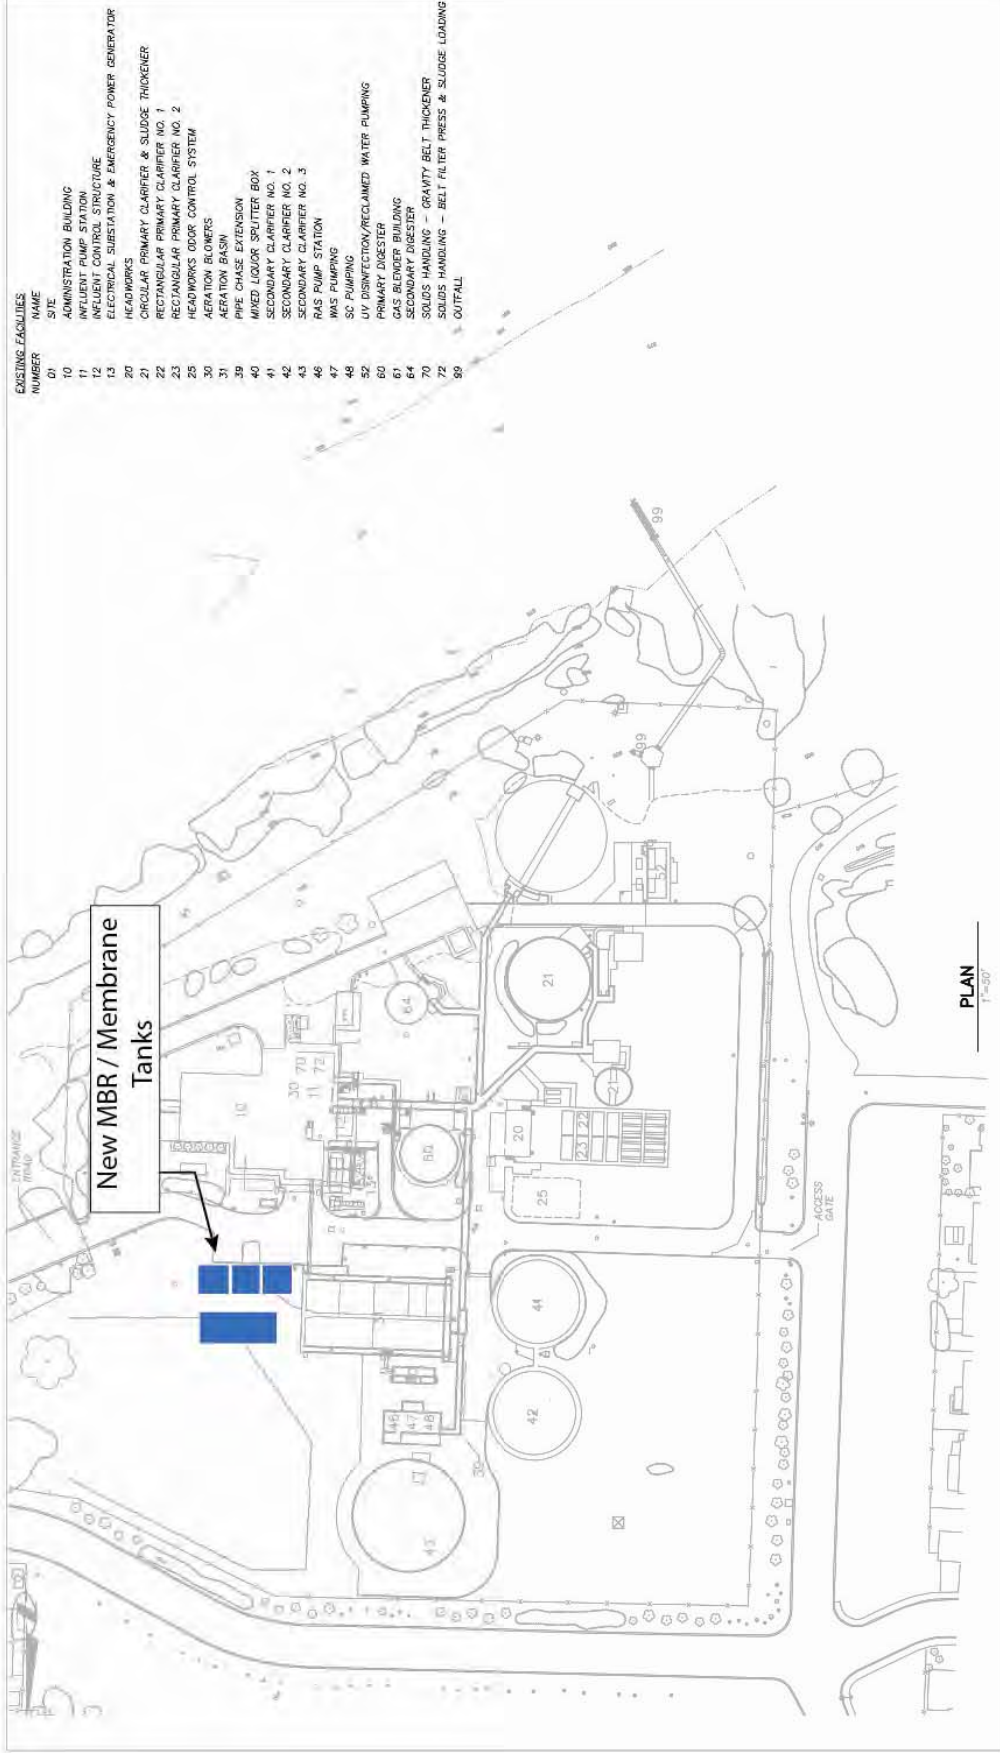 EXISTING FACILITIES
NUMBER NAME
01 SITE
10 ADMINISTRATION BUILDING
11 INFLUENT PUMP STATION
12 INFLUENT CONTROL STRUCTURE
13 ELECTRICAL SUBSTATION & EMERGENCY POWER GENERATOR
20 HEADWORKS
21 CIRCULAR PRIMARY CLARIFIER & SLUDGE THICKENER
22 RECTANGULAR PRIMARY CLARIFIER NO. 1
23 RECTANGULAR PRIMARY CLARIFIER NO. 2
25 HEADWORKS ODOR CONTROL SYSTEM
30 AERATION BLOWERS
31 AERATION BASIN
39 PIPE CHASE EXTENSION
40 MIXED LIQUOR SPLITTER BOX
41 SECONDARY CLARIFIER NO. 1
42 SECONDARY CLARIFIER NO. 2
43 SECONDARY CLARIFIER NO. 3
46 RAS PUMP STATION
47 WAS PUMPING
48 SC PUMPING
52 UV DISINFECTION/RECLAIMED WATER PUMPING
60 PRIMARY DIGESTER
61 GAS BLENDER BUILDING
64 SECONDARY DIGESTER
70 SOLIDS HANDLING - GRAVITY BELT THICKENER
72 SOLIDS HANDLING - BELT FILTER PRESS & SLUDGE LOADING
99 OUTFALL
New MBR / Membrane
Tanks
ENTRANCE
ROAD
10
30 70
11 72
12
64
60
43
46
47
48
39
42
41
25
20
23 22
21
52
99
99
ACCESS
GATE
PLAN
1"=50'